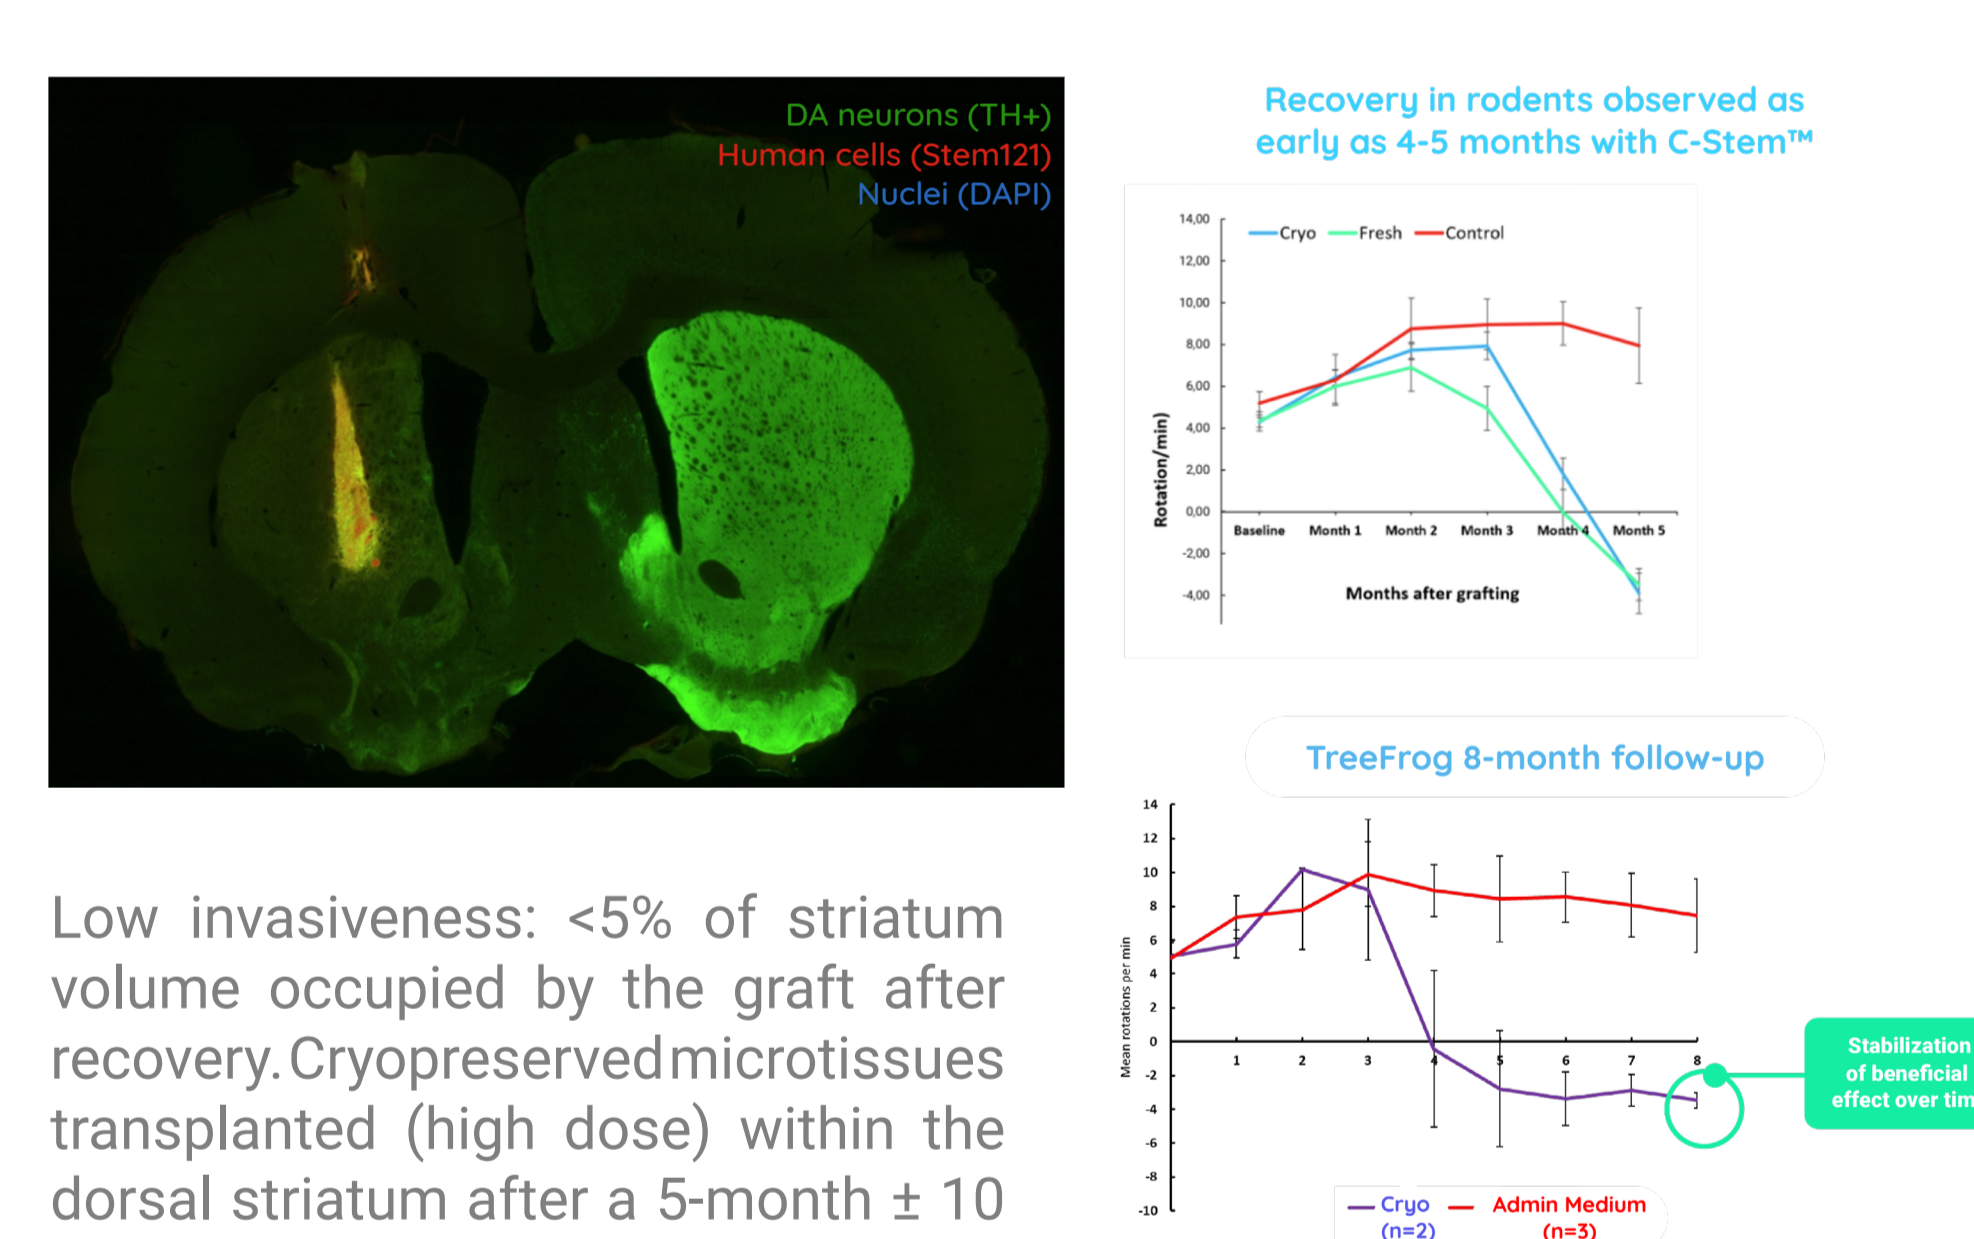 DA neurons (TH+)
Human cells (Stem121)
Nuclei (DAPI)
Low invasiveness: <5% of striatum
volume occupied by the graft after
recovery. Cryopreserved microtissues
transplanted (high dose) within the
dorsal striatum after a 5-month ± 10
Recovery in rodents observed as
early as 4-5 months with C-Stem™
Cryo Fresh Control
14,00
12,00
10,00
8,00
6,00
4,00
2,00
0,00
-2,00
-4,00
Rotation/min)
Baseline Month 1 Month 2 Month 3 Month 4 Month 5
Months after grafting
TreeFrog 8-month follow-up
14
12
10
8
6
4
2
0
-2
-4
-6
-8
-10
Mean rotations per min
1 2 3 4 5 6 7 8
Stabilization
of beneficial
effect over tim
Cryo Admin Medium
(n=2) (n=3)